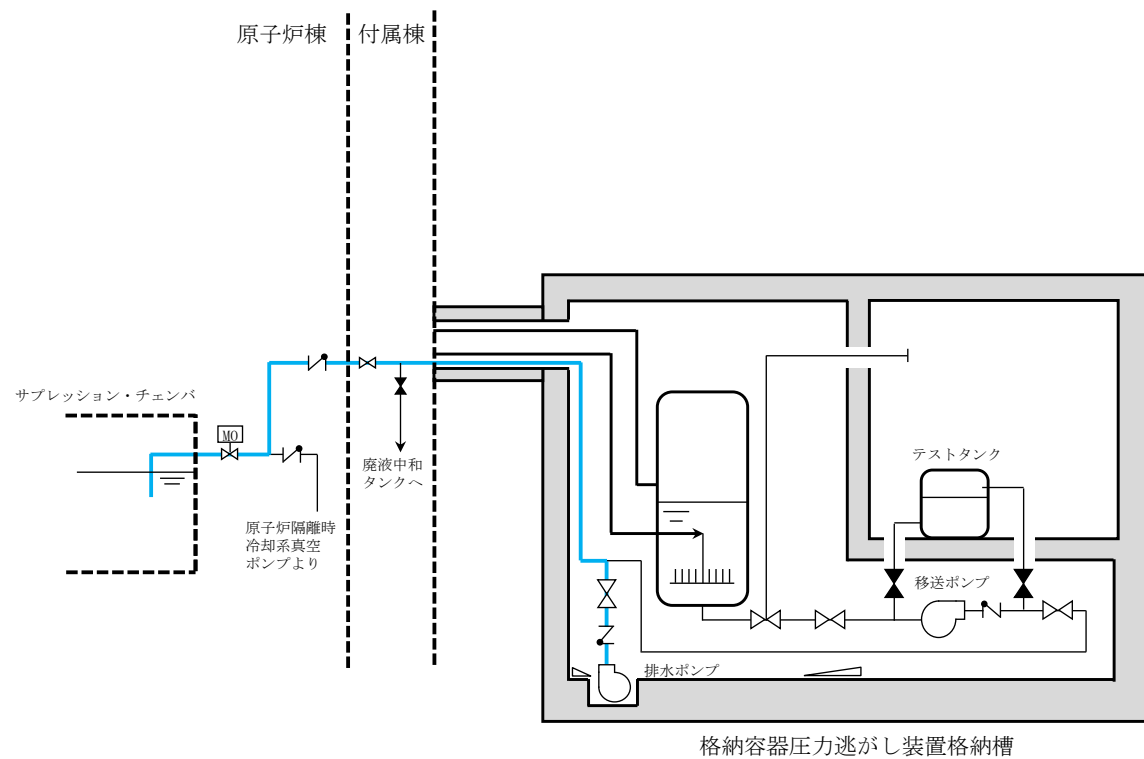 原子炉棟
付属棟
サプレッション・チェンバ
MO
廃液中和
タンクへ
原子炉隔離時
冷却系真空
ポンプより
テストタンク
移送ポンプ
排水ポンプ
格納容器圧力逃がし装置格納槽